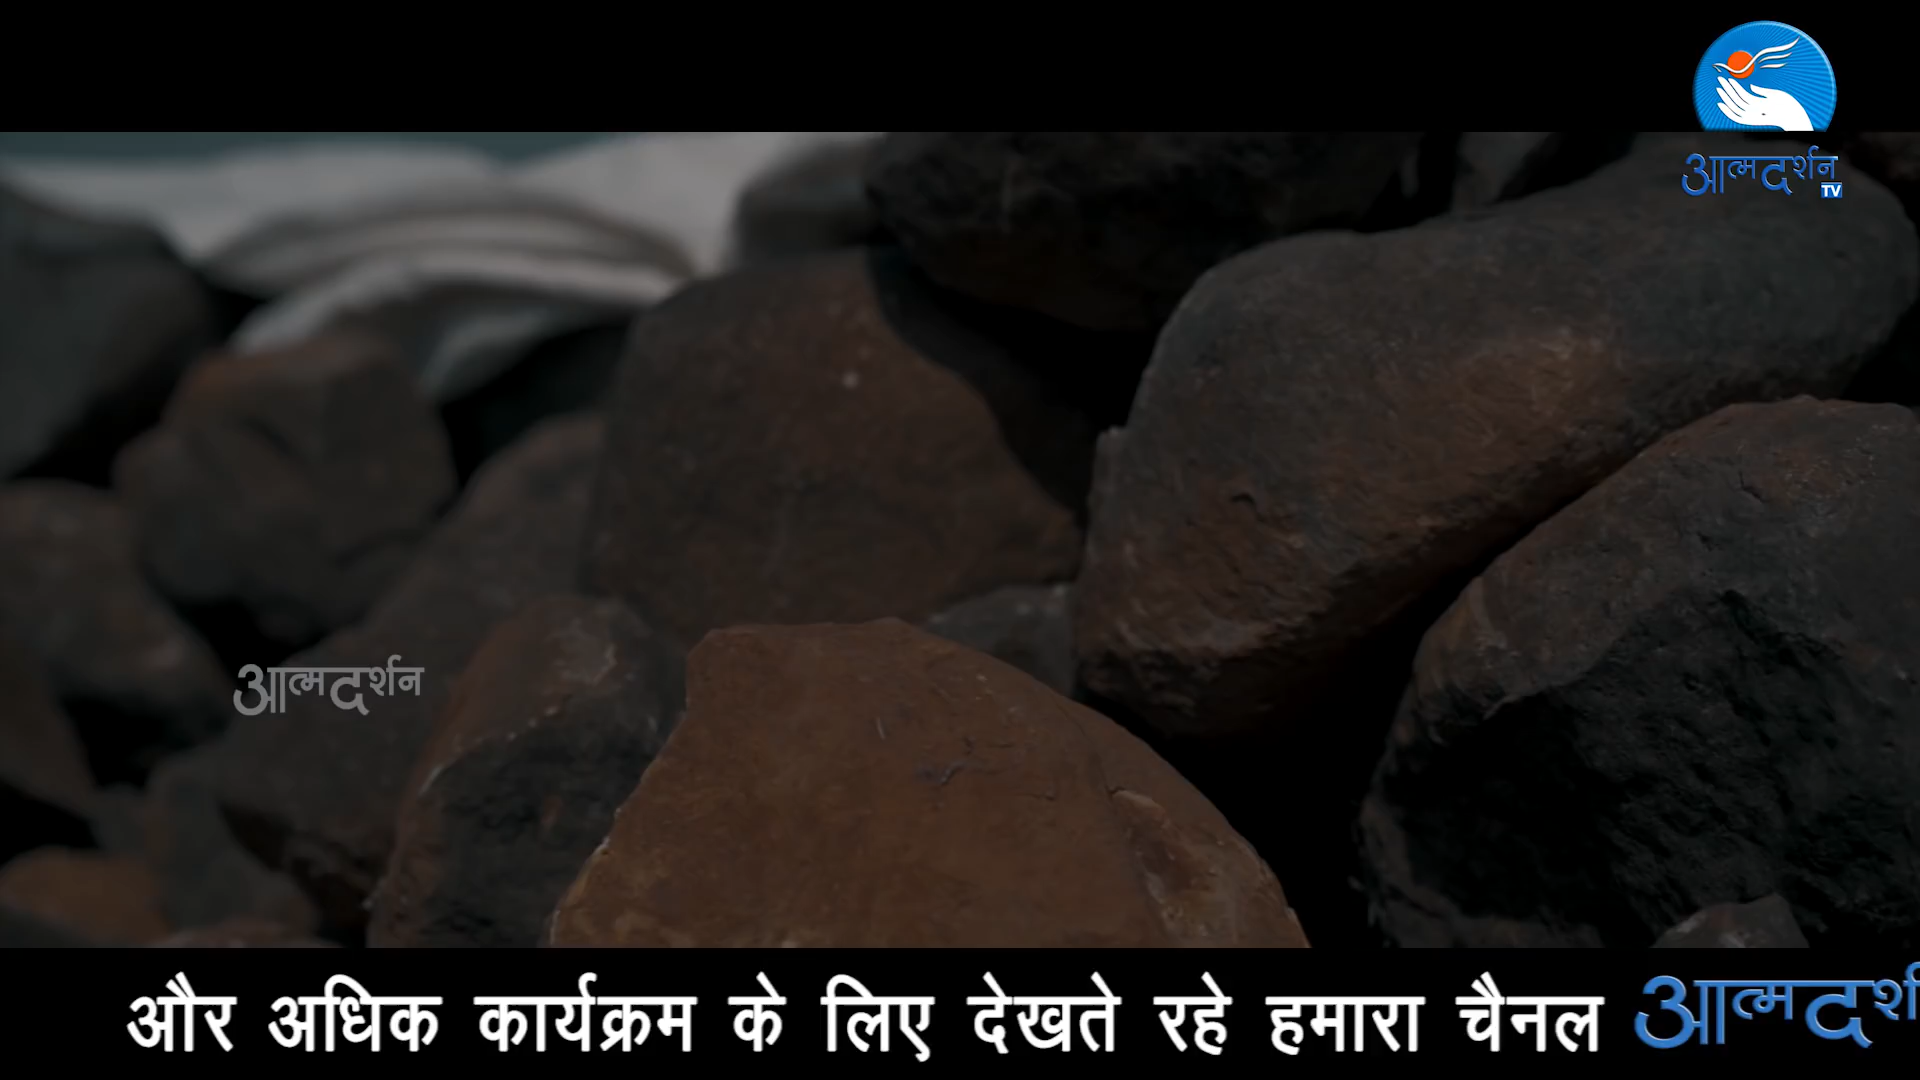 आत्मदर्शन
TV
आत्मदर्शन
और अधिक कार्यक्रम के लिए देखते रहे हमारा चैनल